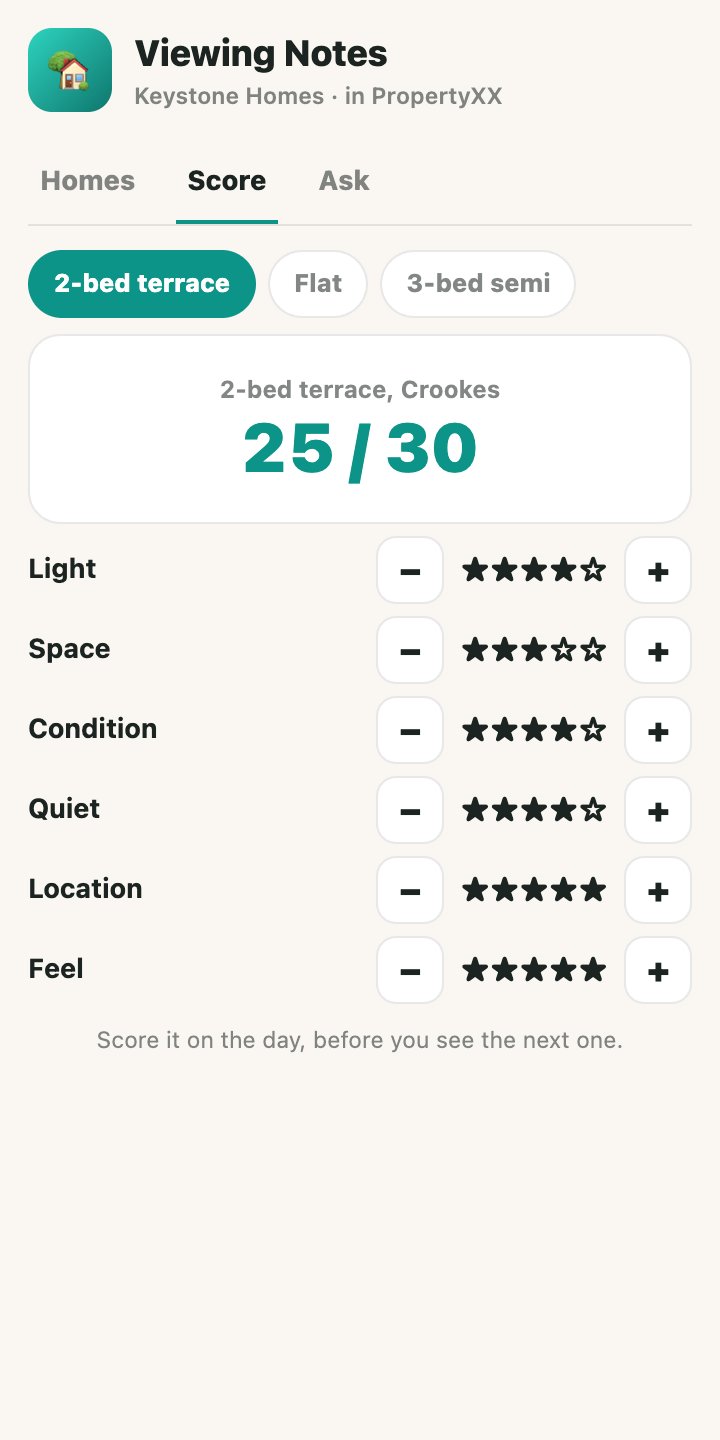 Viewing Notes
Keystone Homes · in PropertyXX
Homes Score Ask
2-bed terrace Flat 3-bed semi
2-bed terrace, Crookes
25 / 30
Light − ★★★★☆ +
Space − ★★★☆☆ +
Condition − ★★★★☆ +
Quiet − ★★★★☆ +
Location − ★★★★★ +
Feel − ★★★★★ +
Score it on the day, before you see the next one.